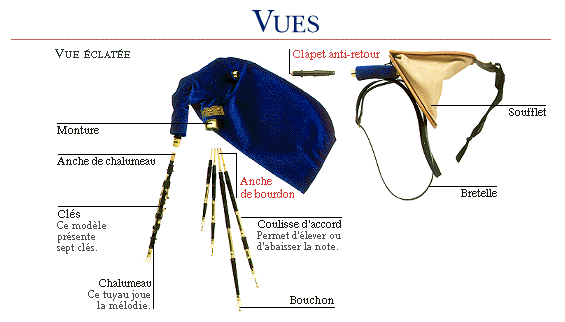 VUES
VUE ÉCLATÉE
Clapet anti-retour
Soufflet
Monture
Anche de chalumeau
Anche
de bourdon
Bretelle
Clés
Ce modèle
présente
sept clés.
Coulisse d'accord
Permet d'élever ou
d'abaisser la note.
Chalumeau
Ce tuyau joue
la mélodie.
Bouchon